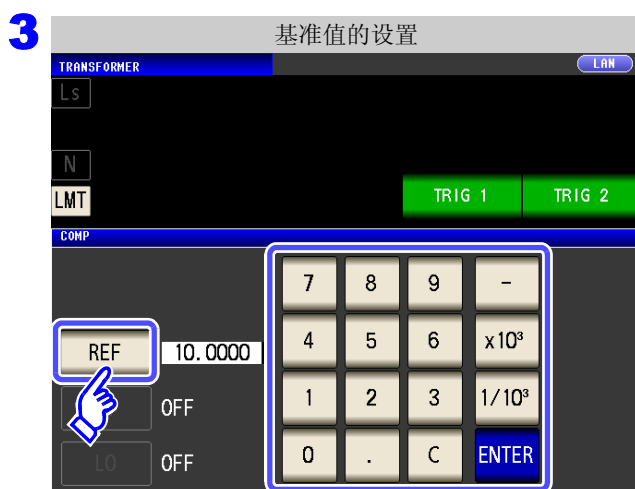 3
基准值的设置
TRANSFORMER LAN
Ls
N
LMT TRIG 1 TRIG 2
COMP
7 8 9 -
REF 10.0000 4 5 6 x10³
OFF 1 2 3 1/10³
LO OFF 0 . C ENTER